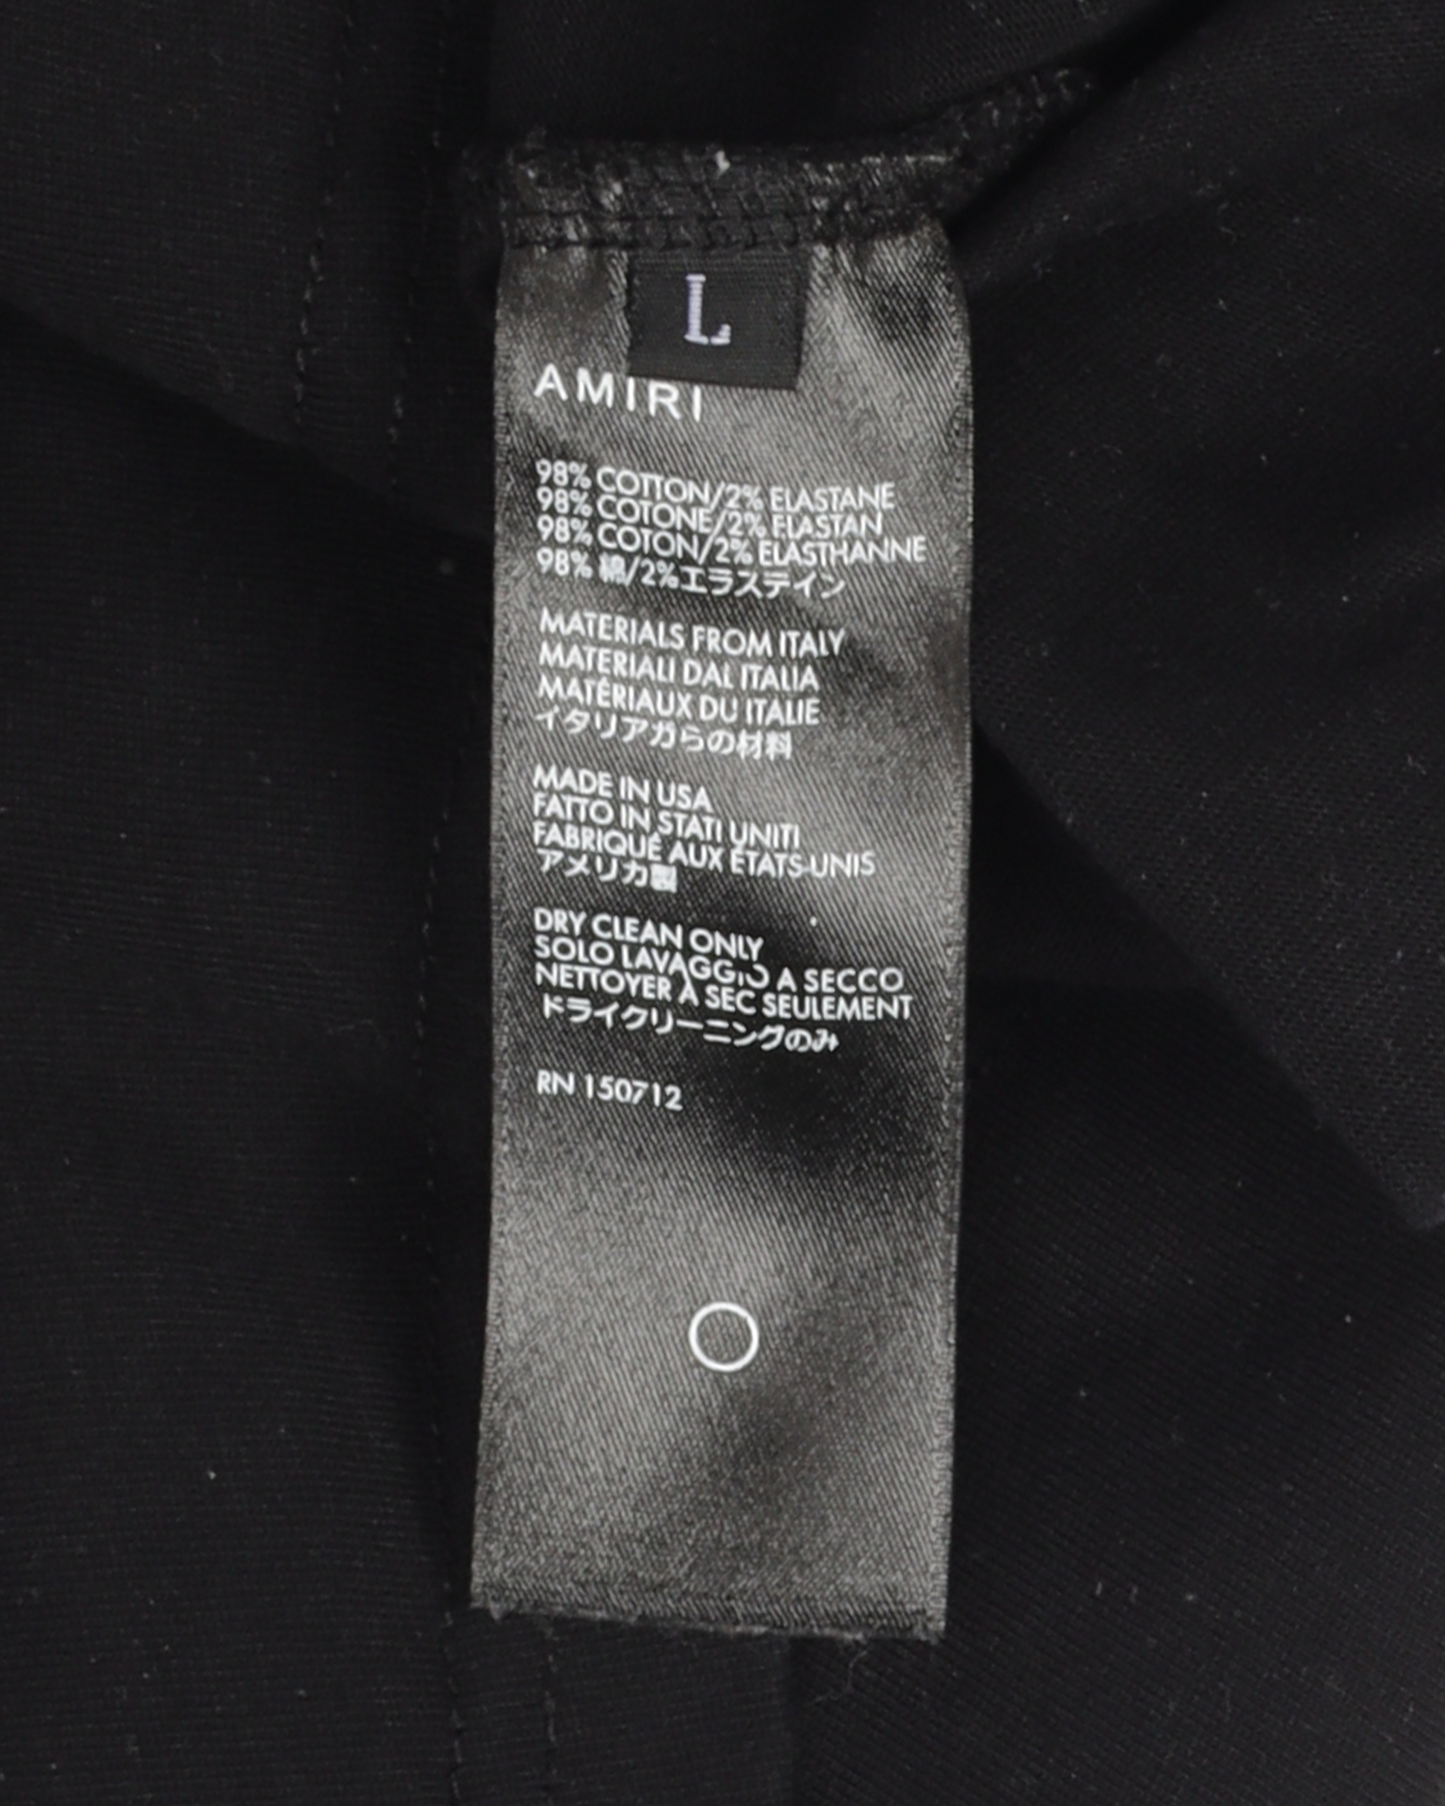 L
AMIRI
98% COTTON/2% ELASTANE
98% COTONE/2% ELASTAN
98% COTON/2% ELASTHANNE
98% 綿/2%エラステイン
MATERIALS FROM ITALY
MATERIALI DAL ITALIA
MATÉRIAUX DU ITALIE
イタリアガらの材料
MADE IN USA
FATTO IN STATI UNITI
FABRIQUÉ AUX ÉTATS-UNIS
アメリカ製
DRY CLEAN ONLY
SOLO LAVAGGIO A SECCO
NETTOYER À SEC SEULEMENT
ドライクリーニングのみ
RN 150712